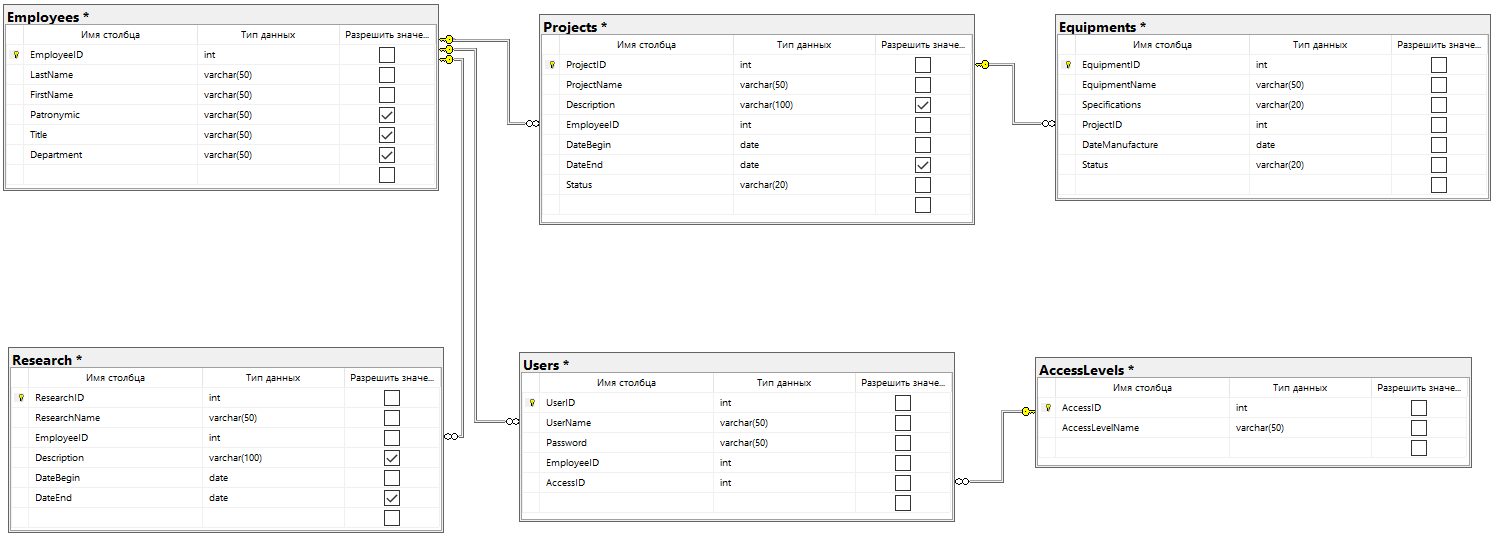 Employees *
Имя столбца Тип данных Разрешить значе...
EmployeeID int
LastName varchar(50)
FirstName varchar(50)
Patronymic varchar(50)
Title varchar(50)
Department varchar(50)
Projects *
Имя столбца Тип данных Разрешить значе...
ProjectID int
ProjectName varchar(50)
Description varchar(100)
EmployeeID int
DateBegin date
DateEnd date
Status varchar(20)
Equipments *
Имя столбца Тип данных Разрешить значе...
EquipmentID int
EquipmentName varchar(50)
Specifications varchar(20)
ProjectID int
DateManufacture date
Status varchar(20)
Research *
Имя столбца Тип данных Разрешить значе...
ResearchID int
ResearchName varchar(50)
EmployeeID int
Description varchar(100)
DateBegin date
DateEnd date
Users *
Имя столбца Тип данных Разрешить значе...
UserID int
UserName varchar(50)
Password varchar(50)
EmployeeID int
AccessID int
AccessLevels *
Имя столбца Тип данных Разрешить значе...
AccessID int
AccessLevelName varchar(50)